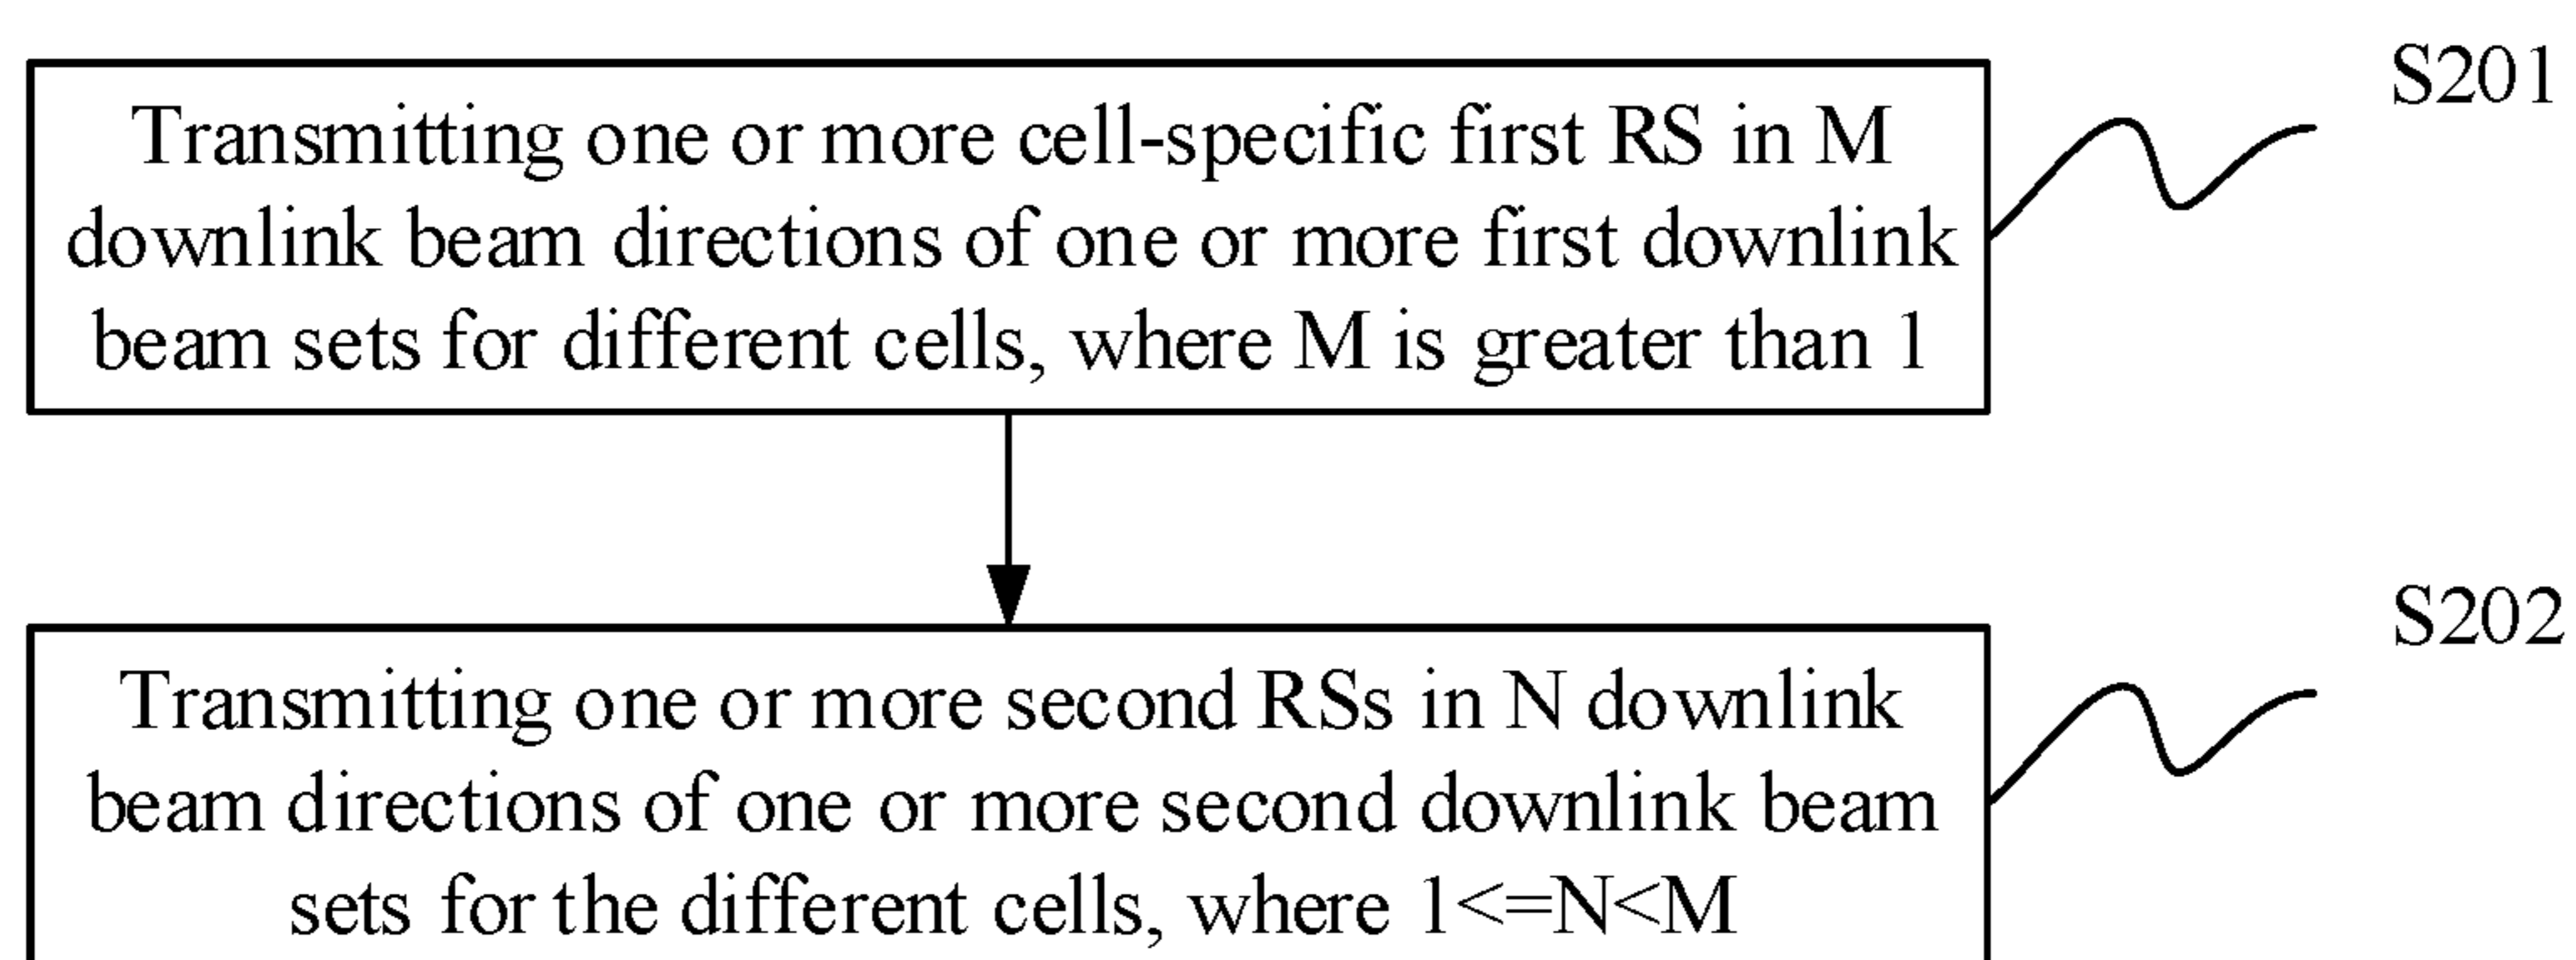 S201
Transmitting one or more cell-specific first RS in M
downlink beam directions of one or more first downlink
beam sets for different cells, where M is greater than 1
S202
Transmitting one or more second RSs in N downlink
beam directions of one or more second downlink beam
sets for the different cells, where 1<=N<M